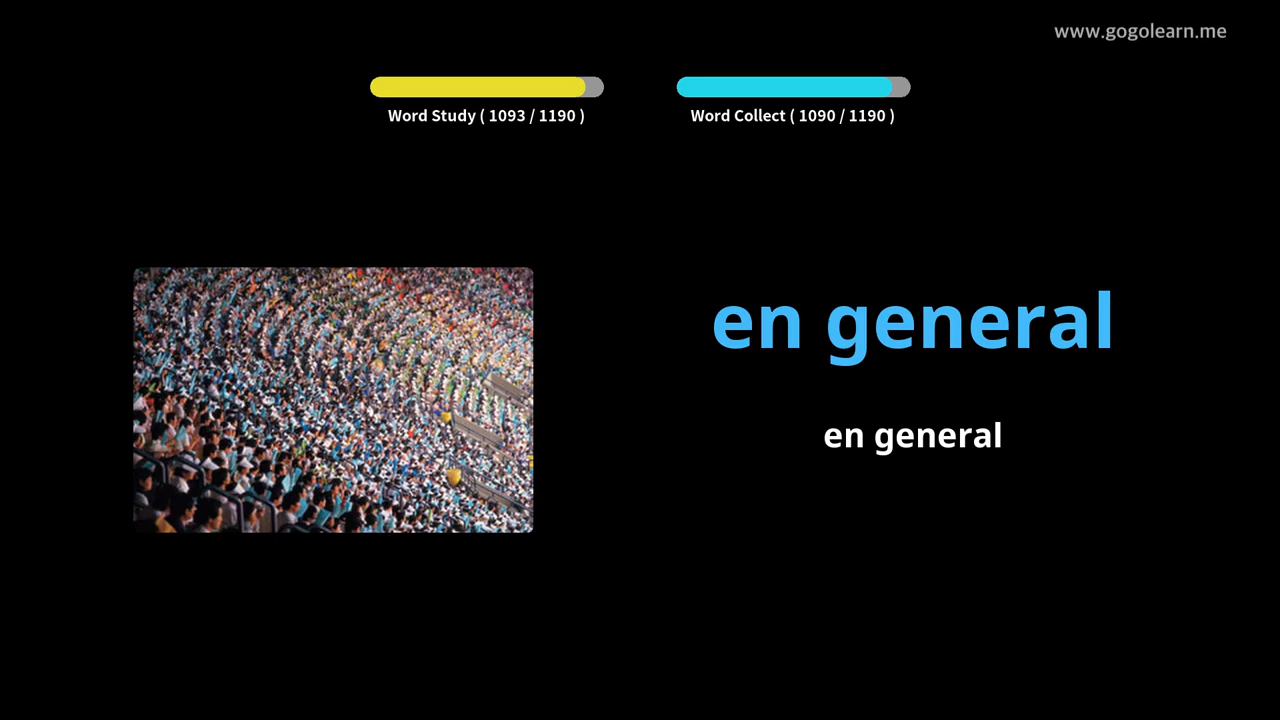 www.gogolearn.me
Word Study ( 1093 / 1190 )
Word Collect ( 1090 / 1190 )
en general
en general